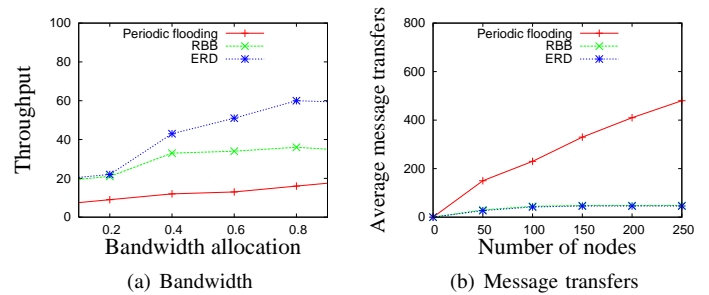 Throughput
100
80
60
40
20
0
Periodic flooding
RBB
ERD
0.2
0.4
0.6
0.8
Bandwidth allocation
(a) Bandwidth
Average message transfers
800
600
400
200
0
Periodic flooding
RBB
ERD
0
50
100
150
200
250
Number of nodes
(b) Message transfers